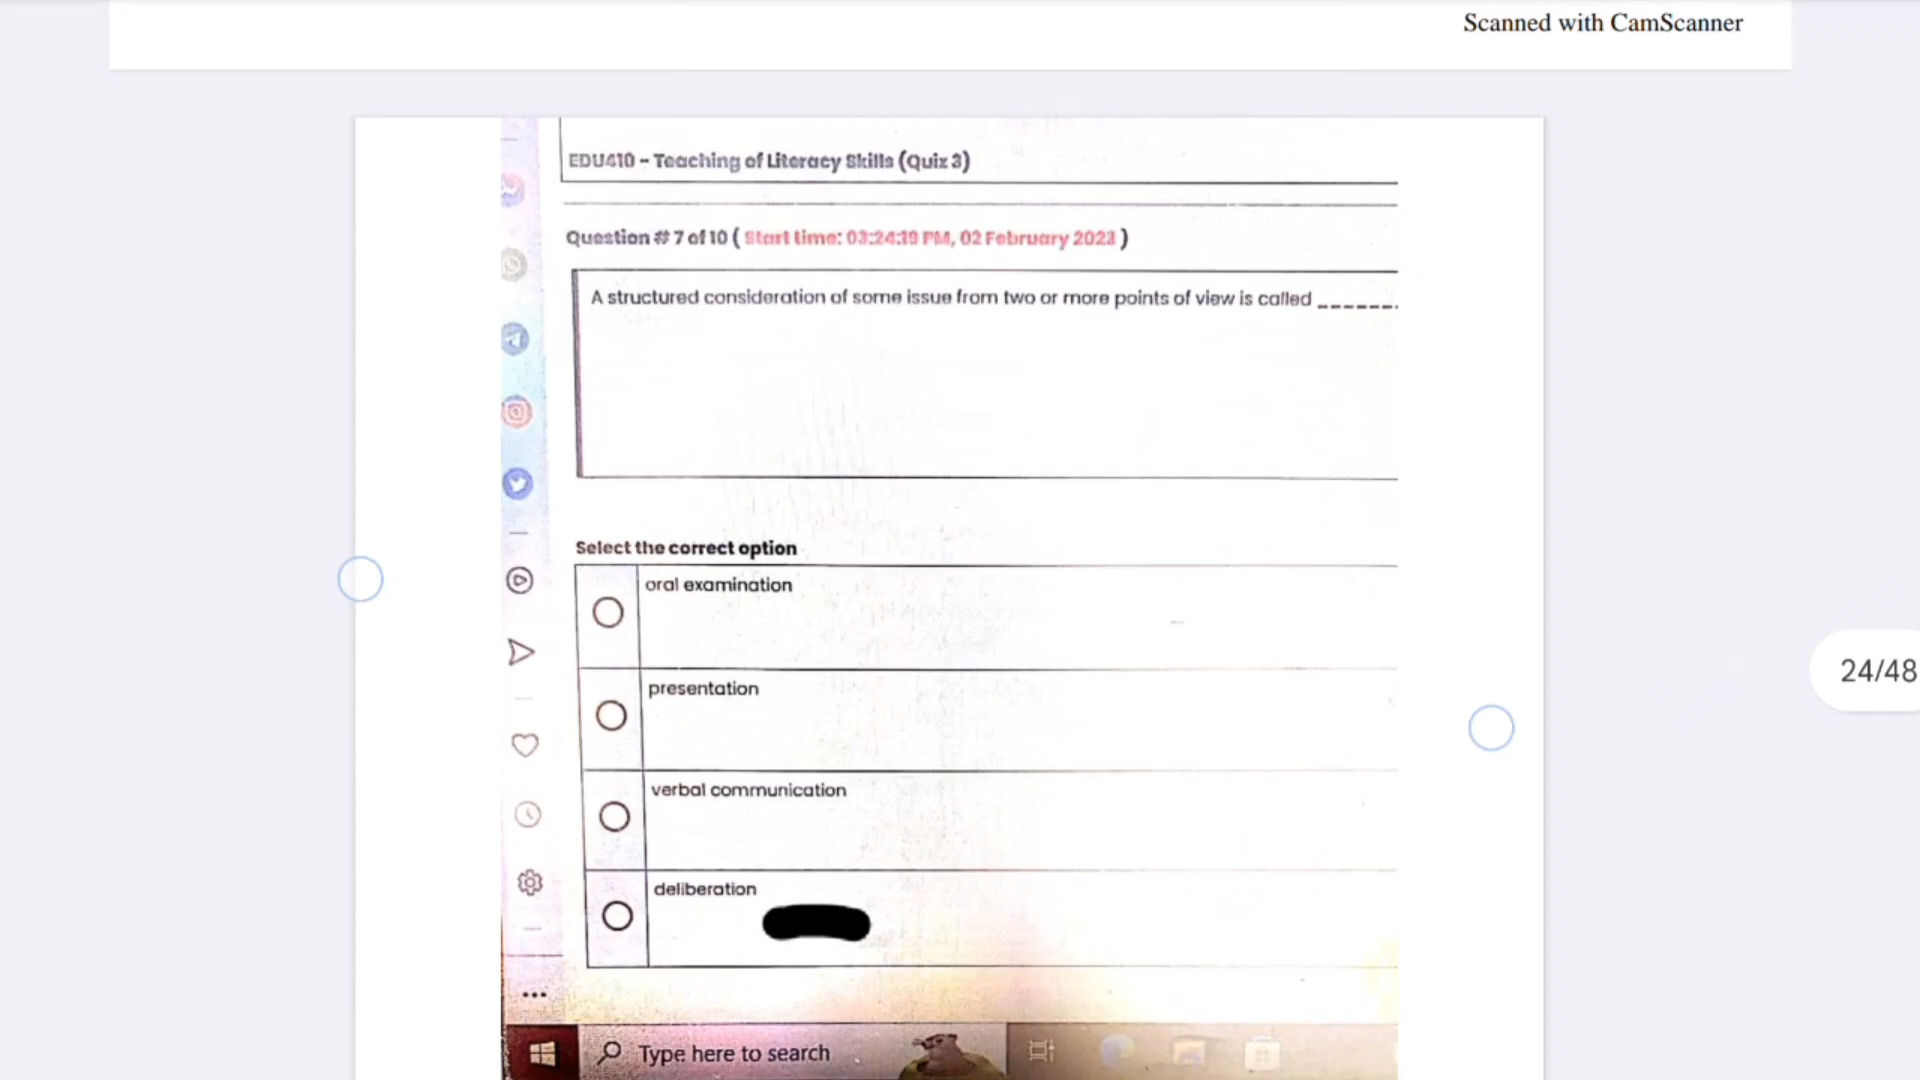 Scanned with CamScanner
EDU410 - Teaching of Literacy Skills (Quiz 3)
Question # 7 of 10 ( Start time: 03:24:19 PM, 02 February 2023 )
A structured consideration of some issue from two or more points of view is called _______
Select the correct option
oral examination
presentation
verbal communication
deliberation
24/48
Type here to search